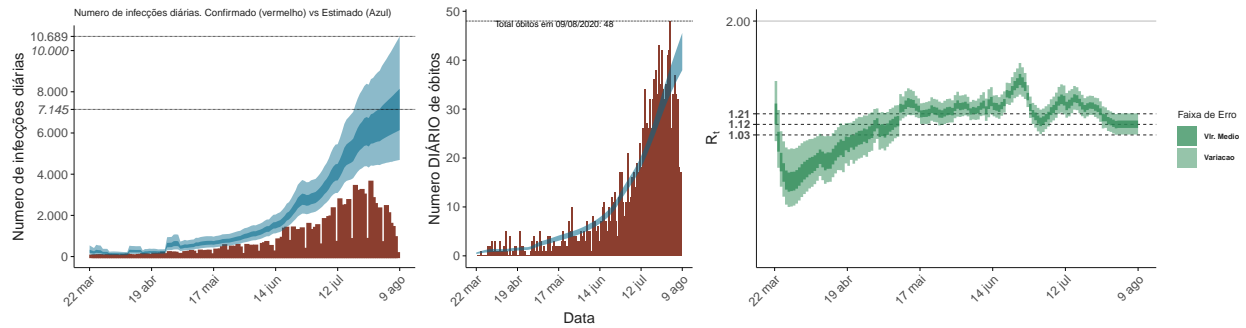 Numero de infecções diárias. Confirmado (vermelho) vs Estimado (Azul)
Numero de infecções diárias
10.689
10.000
8.000
7.145
6.000
4.000
2.000
0
22 mar
19 abr
17 mai
14 jun
12 jul
9 ago
Total óbitos em 09/08/2020: 48
Numero DIÁRIO de óbitos
50
40
30
20
10
0
22 mar
19 abr
17 mai
14 jun
12 jul
9 ago
Data
Rt
2.00
1.21
1.12
1.03
22 mar
19 abr
17 mai
14 jun
12 jul
9 ago
Faixa de Erro
Vlr. Medio
Variacao